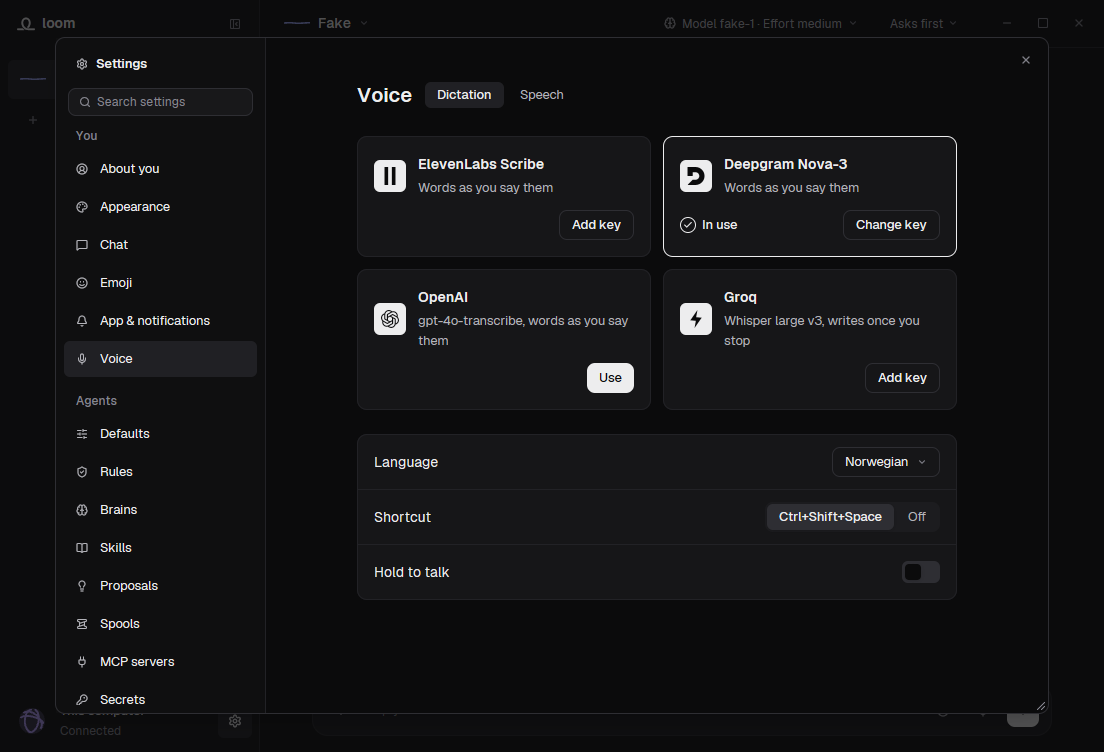 loom
Fake
Model fake-1 · Effort medium
Asks first
Settings
Search settings
You
About you
Appearance
Chat
Emoji
App & notifications
Voice
Agents
Defaults
Rules
Brains
Skills
Proposals
Spools
MCP servers
Secrets
Connected
Voice
Dictation
Speech
ElevenLabs Scribe
Words as you say them
Add key
Deepgram Nova-3
Words as you say them
In use
Change key
OpenAI
gpt-4o-transcribe, words as you say
them
Use
Groq
Whisper large v3, writes once you
stop
Add key
Language
Norwegian
Shortcut
Ctrl+Shift+Space
Off
Hold to talk